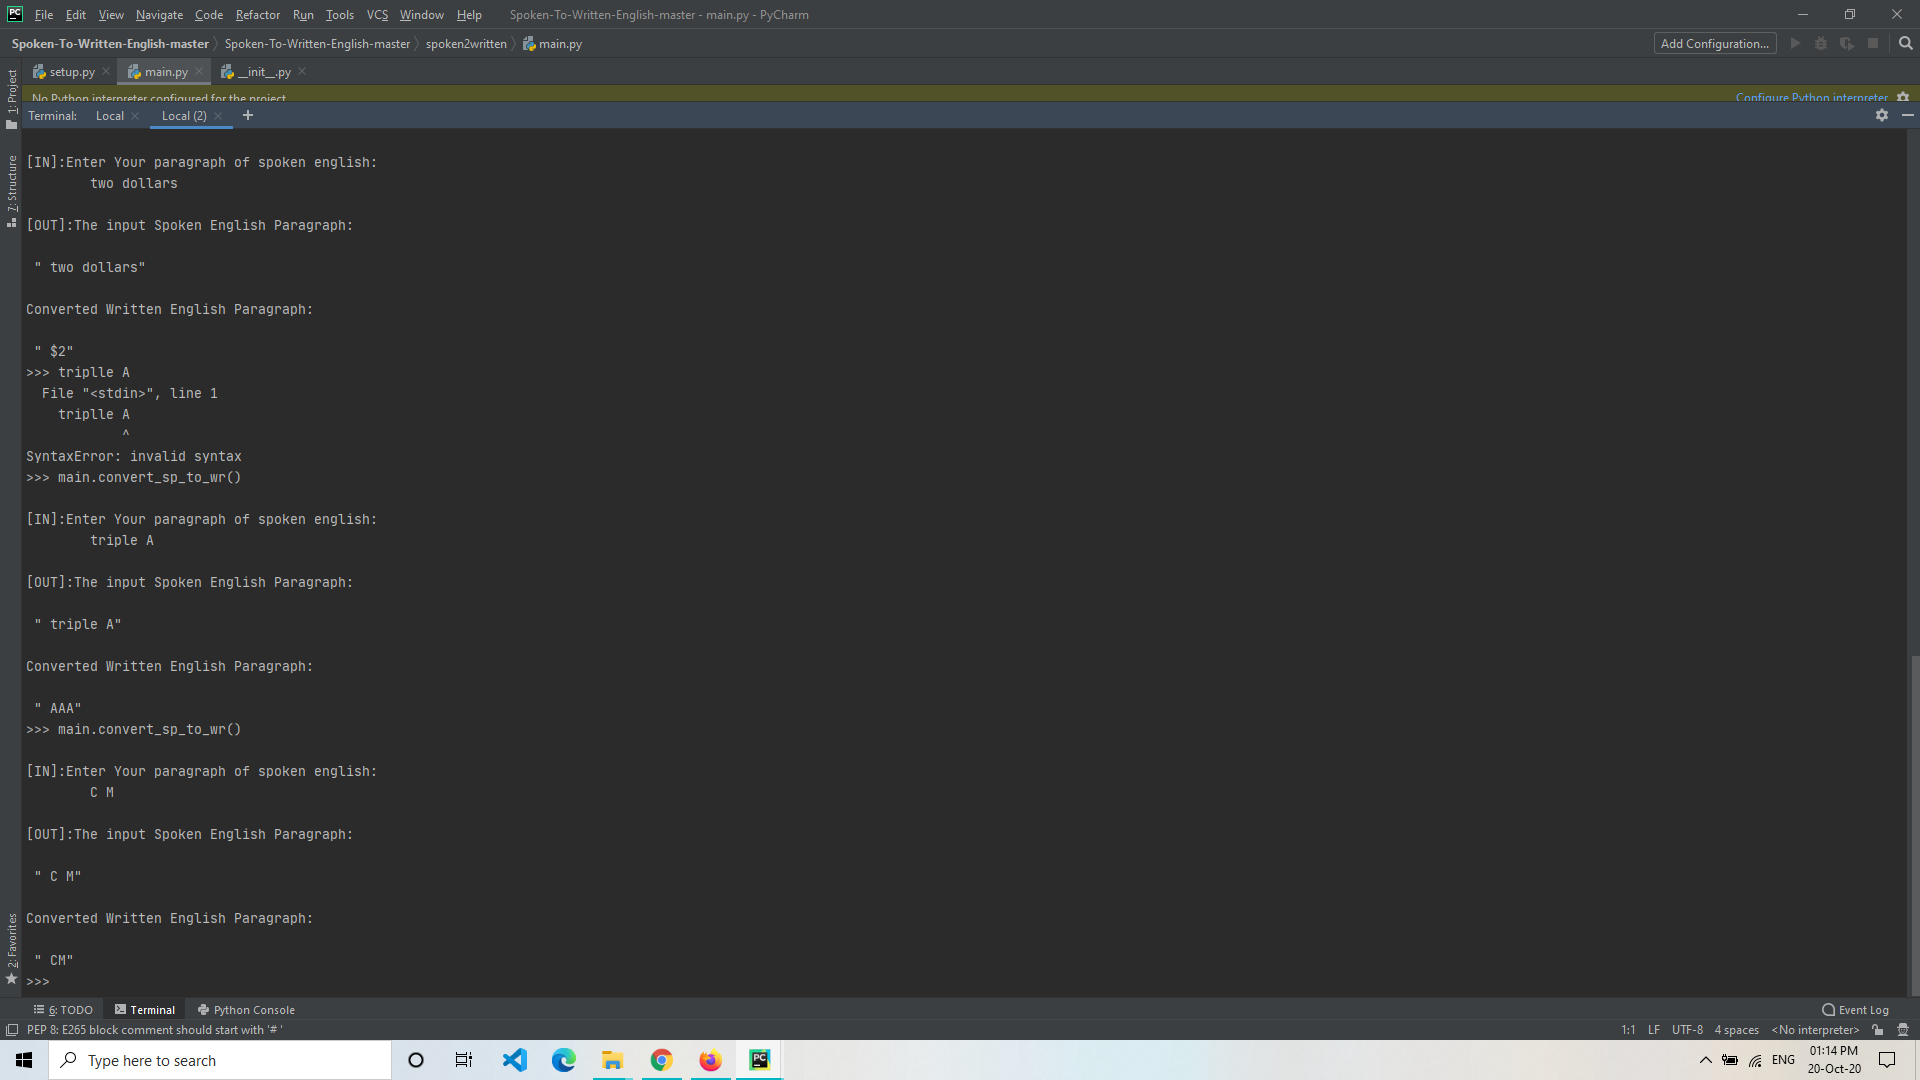 PC File Edit View Navigate Code Refactor Run Tools VCS Window Help Spoken-To-Written-English-master - main.py - PyCharm
Spoken-To-Written-English-master Spoken-To-Written-English-master spoken2written main.py Add Configuration...
setup.py main.py __init__.py
No Python interpreter configured for the project Configure Python interpreter
Terminal: Local Local (2) +
1: Project
7: Structure
2: Favorites
[IN]:Enter Your paragraph of spoken english:
two dollars
[OUT]:The input Spoken English Paragraph:
" two dollars"
Converted Written English Paragraph:
" $2"
>>> triplle A
File "<stdin>", line 1
triplle A
^
SyntaxError: invalid syntax
>>> main.convert_sp_to_wr()
[IN]:Enter Your paragraph of spoken english:
triple A
[OUT]:The input Spoken English Paragraph:
" triple A"
Converted Written English Paragraph:
" AAA"
>>> main.convert_sp_to_wr()
[IN]:Enter Your paragraph of spoken english:
C M
[OUT]:The input Spoken English Paragraph:
" C M"
Converted Written English Paragraph:
" CM"
>>>
6: TODO Terminal Python Console Event Log
PEP 8: E265 block comment should start with '# ' 1:1 LF UTF-8 4 spaces <No interpreter>
Type here to search PC ENG 01:14 PM
20-Oct-20